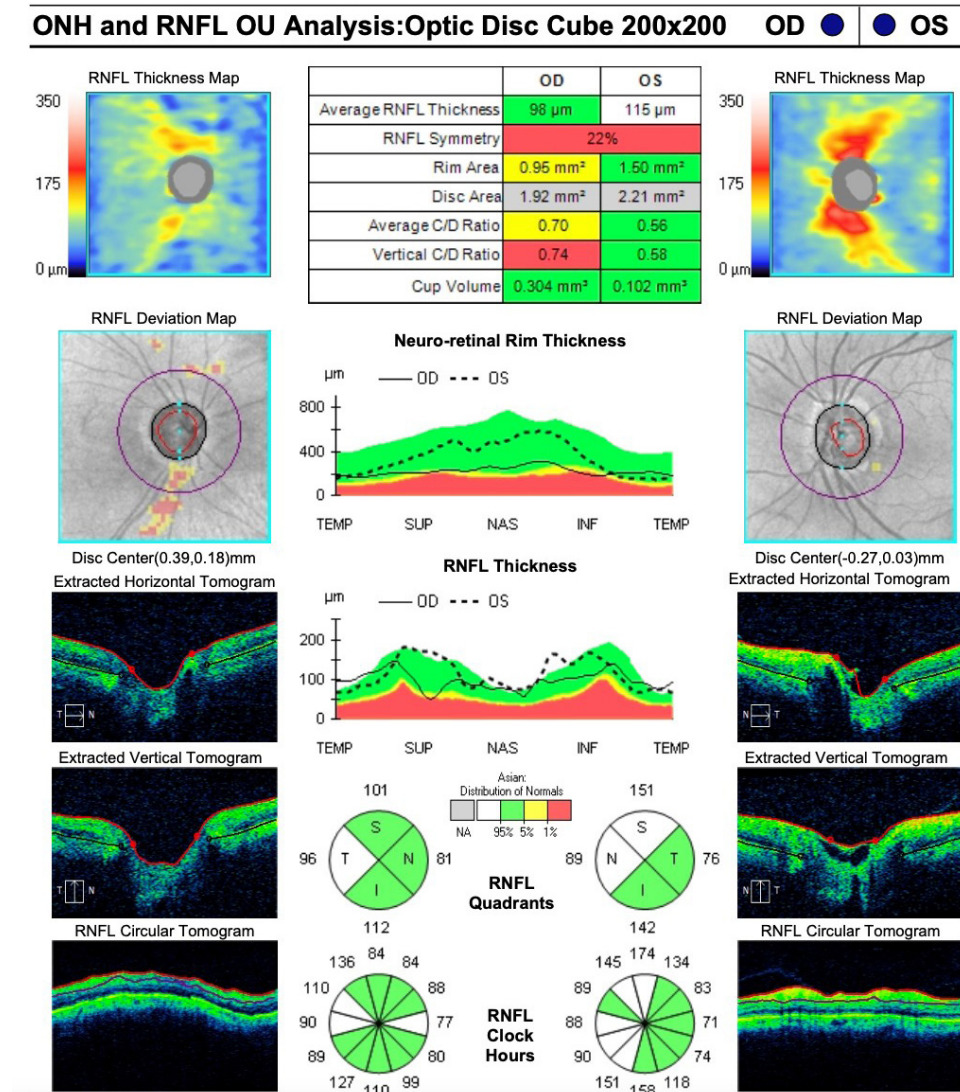 ONH and RNFL OU Analysis:Optic Disc Cube 200x200 OD OS
RNFL Thickness Map
350
175
0 µm
OD OS
Average RNFL Thickness 98 µm 115 µm
RNFL Symmetry 22%
Rim Area 0.95 mm² 1.50 mm²
Disc Area 1.92 mm² 2.21 mm²
Average C/D Ratio 0.70 0.56
Vertical C/D Ratio 0.74 0.58
Cup Volume 0.304 mm³ 0.102 mm³
RNFL Thickness Map
350
175
0 µm
RNFL Deviation Map
Disc Center(0.39,0.18)mm
Neuro-retinal Rim Thickness
µm OD OS
800
400
0
TEMP SUP NAS INF TEMP
RNFL Deviation Map
Disc Center(-0.27,0.03)mm
Extracted Horizontal Tomogram
T N
RNFL Thickness
µm OD OS
200
100
0
TEMP SUP NAS INF TEMP
Extracted Horizontal Tomogram
N T
Extracted Vertical Tomogram
T N
101
S
96 T N 81
I
112
Asian:
Distribution of Normals
NA 95% 5% 1%
RNFL
Quadrants
151
S
89 N T 76
I
142
Extracted Vertical Tomogram
N T
RNFL Circular Tomogram
84
136 84
110 88
90 77
89 80
127 99
110
RNFL
Clock
Hours
174
145 134
89 83
88 71
90 74
151 118
158
RNFL Circular Tomogram